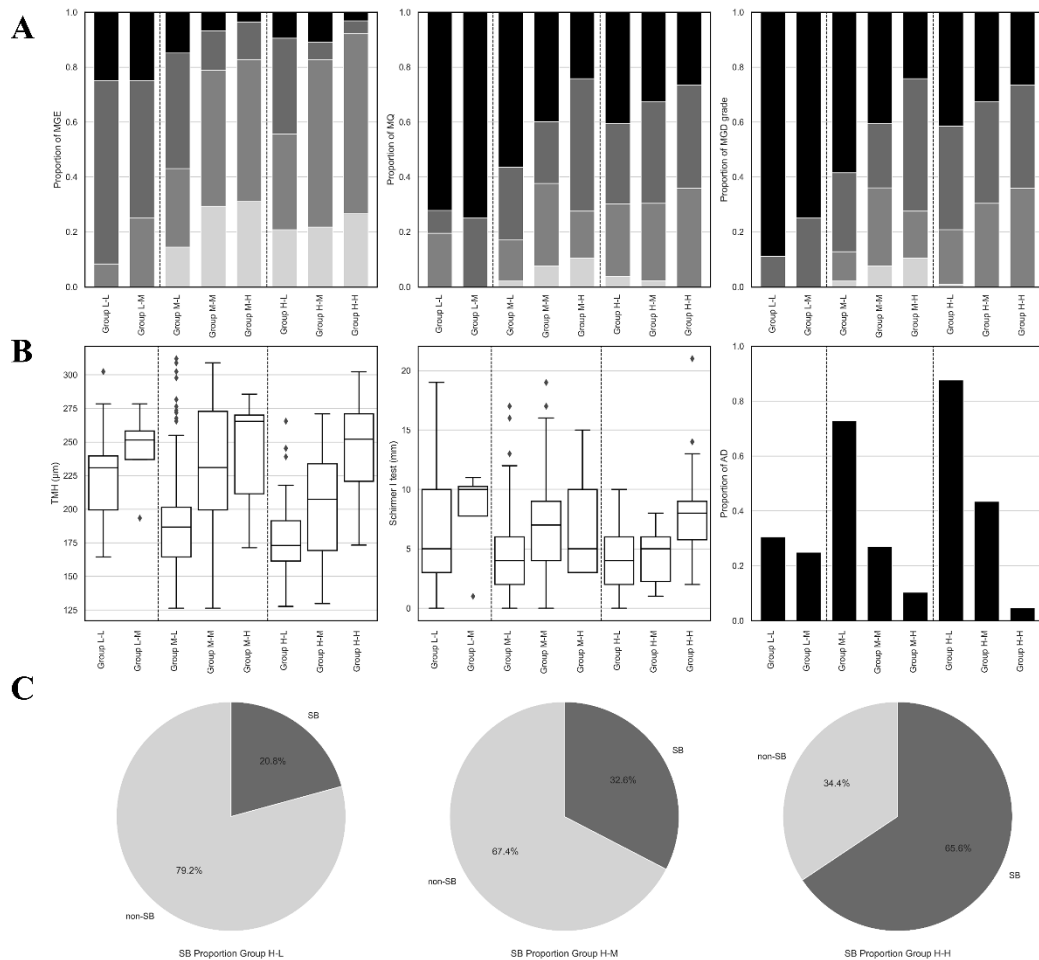 A
Proportion of MGE
1.0
0.8
0.6
0.4
0.2
0.0
Group L-L
Group L-M
Group M-L
Group M-M
Group M-H
Group H-L
Group H-M
Group H-H
Proportion of MQ
1.0
0.8
0.6
0.4
0.2
0.0
Group L-L
Group L-M
Group M-L
Group M-M
Group M-H
Group H-L
Group H-M
Group H-H
Proportion of MGD grade
1.0
0.8
0.6
0.4
0.2
0.0
Group L-L
Group L-M
Group M-L
Group M-M
Group M-H
Group H-L
Group H-M
Group H-H
B
TMH (μm)
300
275
250
225
200
175
150
125
Group L-L
Group L-M
Group M-L
Group M-M
Group M-H
Group H-L
Group H-M
Group H-H
Schirmer I test (mm)
20
15
10
5
0
Group L-L
Group L-M
Group M-L
Group M-M
Group M-H
Group H-L
Group H-M
Group H-H
Proportion of AD
1.0
0.8
0.6
0.4
0.2
0.0
Group L-L
Group L-M
Group M-L
Group M-M
Group M-H
Group H-L
Group H-M
Group H-H
C
SB
20.8%
79.2%
non-SB
SB Proportion Group H-L
SB
32.6%
67.4%
non-SB
SB Proportion Group H-M
non-SB
34.4%
65.6%
SB
SB Proportion Group H-H